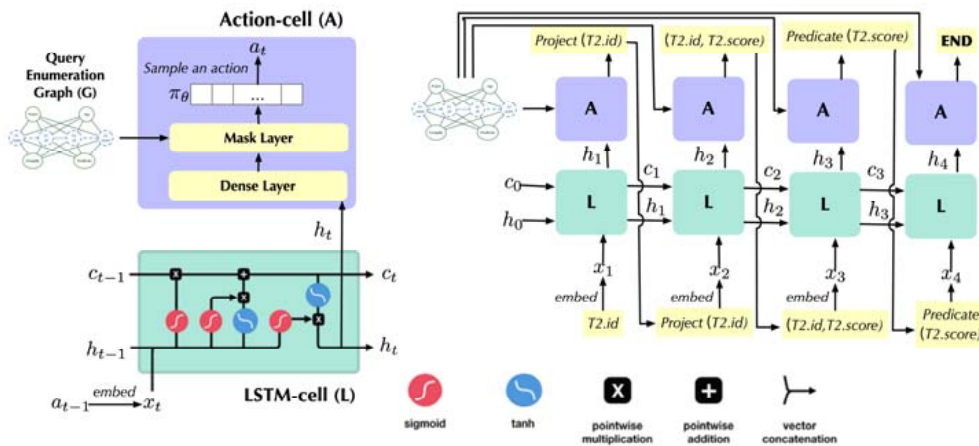 Action-cell (A)
a_t
Query
Enumeration
Graph (G)
Sample an action
π_θ
...
Mask Layer
Dense Layer
h_t
c_{t-1}
c_t
h_{t-1}
h_t
LSTM-cell (L)
a_{t-1}
embed
x_t
Project (T2.id)
(T2.id, T2.score)
Predicate (T2.score)
END
A
A
A
A
h_1
h_2
h_3
h_4
c_0
c_1
c_2
c_3
L
L
L
L
h_0
h_1
h_2
h_3
x_1
x_2
x_3
x_4
embed
embed
embed
embed
T2.id
Project (T2.id)
(T2.id,T2.score)
Predicate
(T2.score)
sigmoid
tanh
pointwise
multiplication
pointwise
addition
vector
concatenation